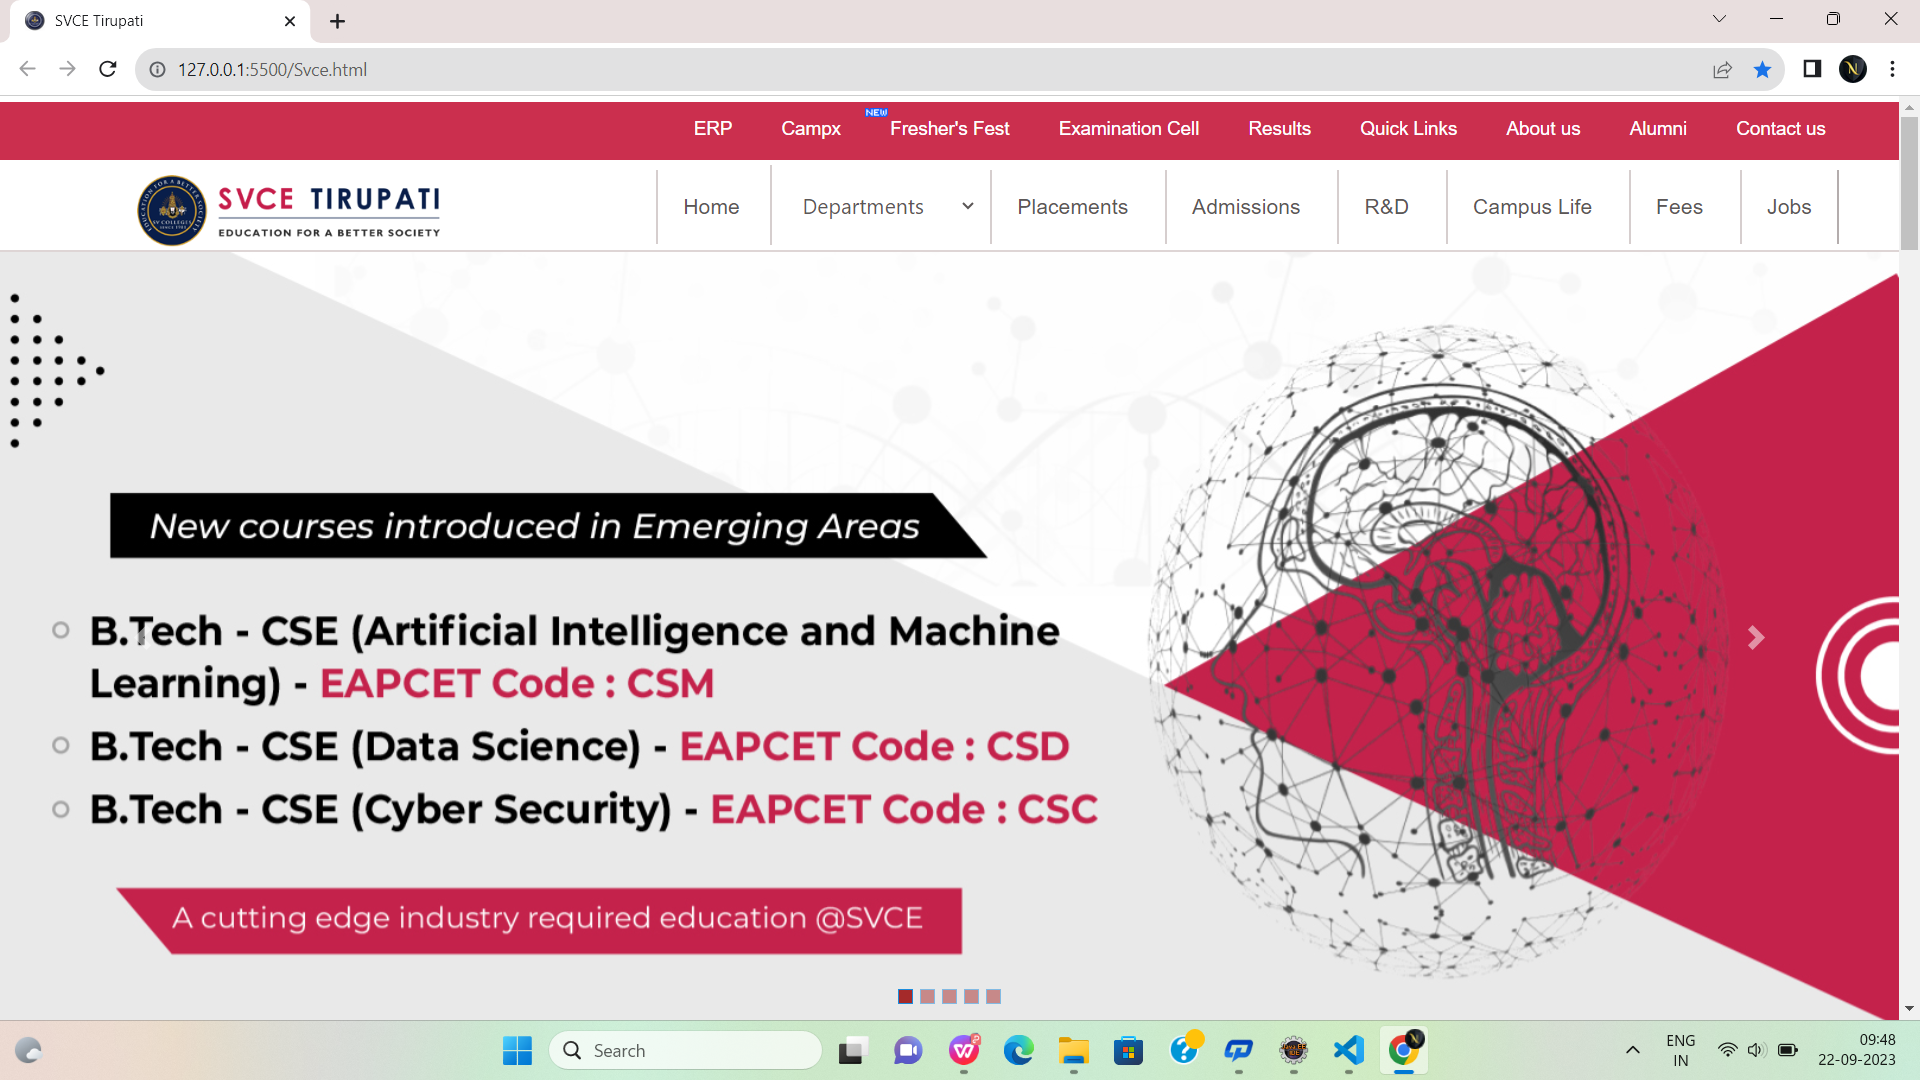 SVCE Tirupati
127.0.0.1:5500/Svce.html
NEW
ERP Campx Fresher's Fest Examination Cell Results Quick Links About us Alumni Contact us
SVCE TIRUPATI
EDUCATION FOR A BETTER SOCIETY
Home Departments Placements Admissions R&D Campus Life Fees Jobs
New courses introduced in Emerging Areas
B.Tech - CSE (Artificial Intelligence and Machine
Learning) - EAPCET Code : CSM
B.Tech - CSE (Data Science) - EAPCET Code : CSD
B.Tech - CSE (Cyber Security) - EAPCET Code : CSC
A cutting edge industry required education @SVCE
Search
ENG
IN
09:48
22-09-2023